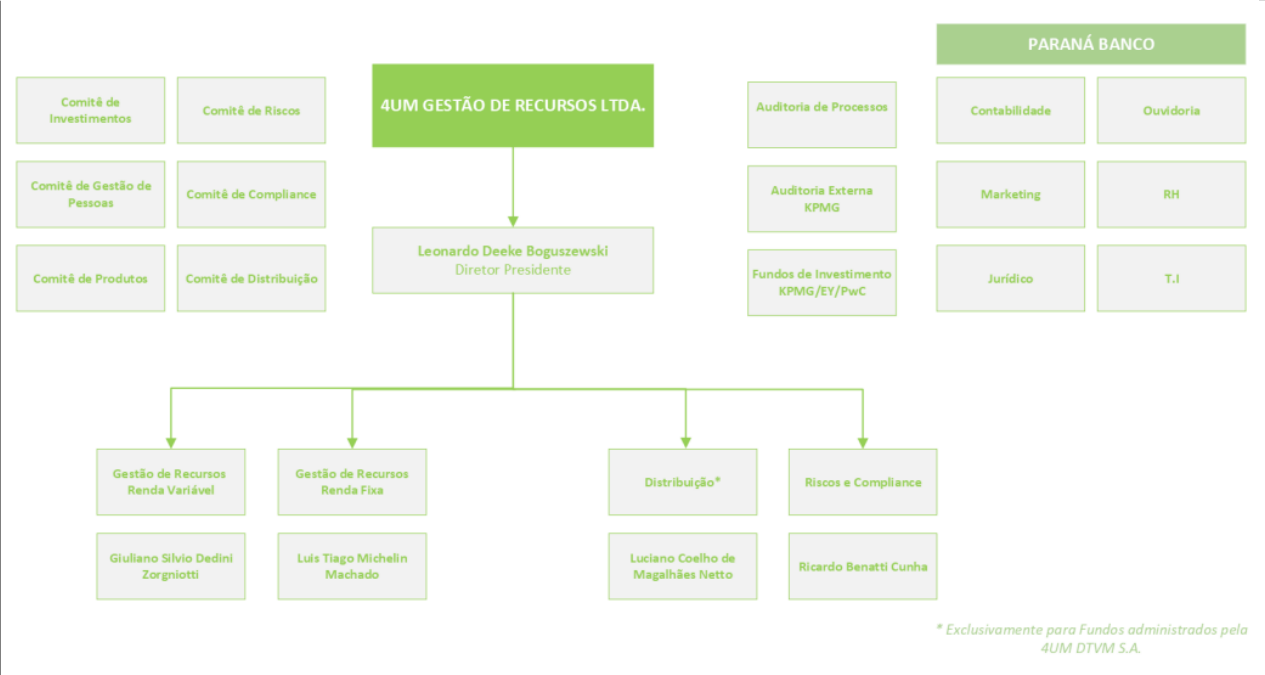 PARANÁ BANCO
4UM GESTÃO DE RECURSOS LTDA.
Comitê de
Investimentos
Comitê de Riscos
Comitê de Gestão de
Pessoas
Comitê de Compliance
Comitê de Produtos
Comitê de Distribuição
Leonardo Deeke Boguszewski
Diretor Presidente
Auditoria de Processos
Auditoria Externa
KPMG
Fundos de Investimento
KPMG/EY/PwC
Contabilidade
Ouvidoria
Marketing
RH
Jurídico
T.I
Gestão de Recursos
Renda Variável
Gestão de Recursos
Renda Fixa
Distribuição*
Riscos e Compliance
Giuliano Silvio Dedini
Zorgniotti
Luis Tiago Michelin
Machado
Luciano Coelho de
Magalhães Netto
Ricardo Benatti Cunha
* Exclusivamente para Fundos administrados pela
4UM DTVM S.A.